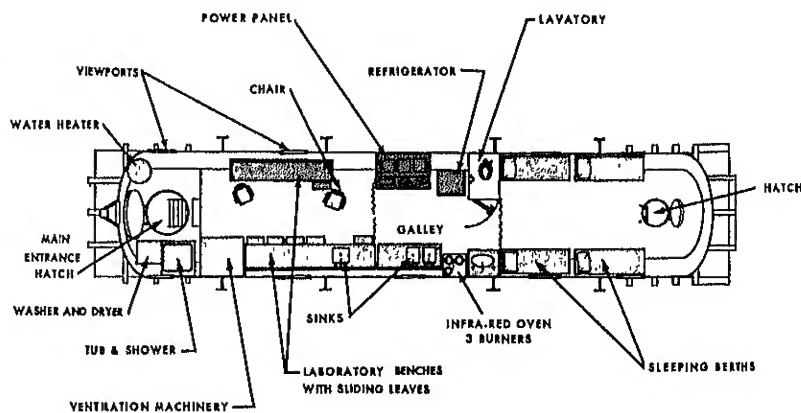 POWER PANEL
LAVATORY
VIEWPORTS
REFRIGERATOR
CHAIR
WATER HEATER
HATCH
GALLEY
MAIN
ENTRANCE
HATCH
WASHER AND DRYER
SINKS
INFRA-RED OVEN
3 BURNERS
TUB & SHOWER
LABORATORY BENCHES
WITH SLIDING LEAVES
SLEEPING BERTHS
VENTIRATION MACHINERY